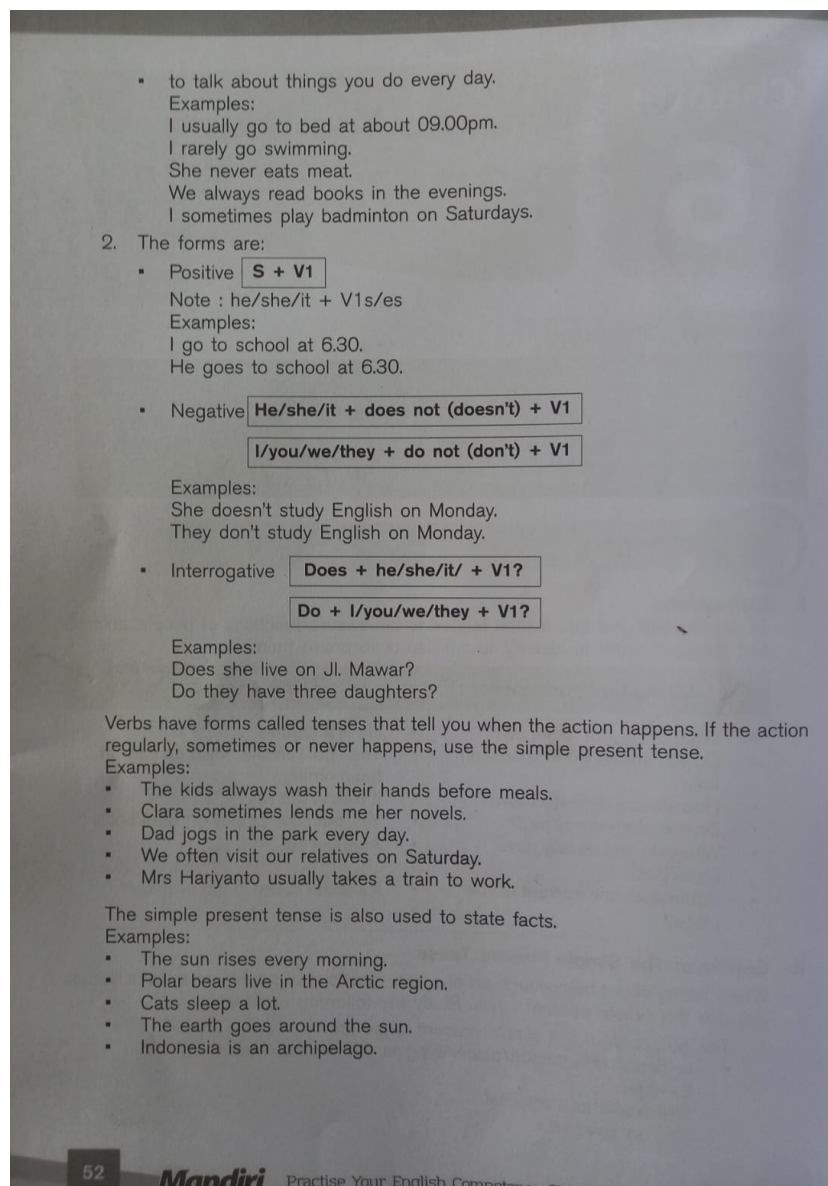 ▪ to talk about things you do every day.
Examples:
I usually go to bed at about 09.00pm.
I rarely go swimming.
She never eats meat.
We always read books in the evenings.
I sometimes play badminton on Saturdays.
2. The forms are:
▪ Positive S + V1
Note : he/she/it + V1s/es
Examples:
I go to school at 6.30.
He goes to school at 6.30.
▪ Negative He/she/it + does not (doesn't) + V1
I/you/we/they + do not (don't) + V1
Examples:
She doesn't study English on Monday.
They don't study English on Monday.
▪ Interrogative Does + he/she/it/ + V1?
Do + I/you/we/they + V1?
Examples:
Does she live on Jl. Mawar?
Do they have three daughters?
Verbs have forms called tenses that tell you when the action happens. If the action
regularly, sometimes or never happens, use the simple present tense.
Examples:
▪ The kids always wash their hands before meals.
▪ Clara sometimes lends me her novels.
▪ Dad jogs in the park every day.
▪ We often visit our relatives on Saturday.
▪ Mrs Hariyanto usually takes a train to work.
The simple present tense is also used to state facts.
Examples:
▪ The sun rises every morning.
▪ Polar bears live in the Arctic region.
▪ Cats sleep a lot.
▪ The earth goes around the sun.
▪ Indonesia is an archipelago.
52 Mandiri Practise Your English